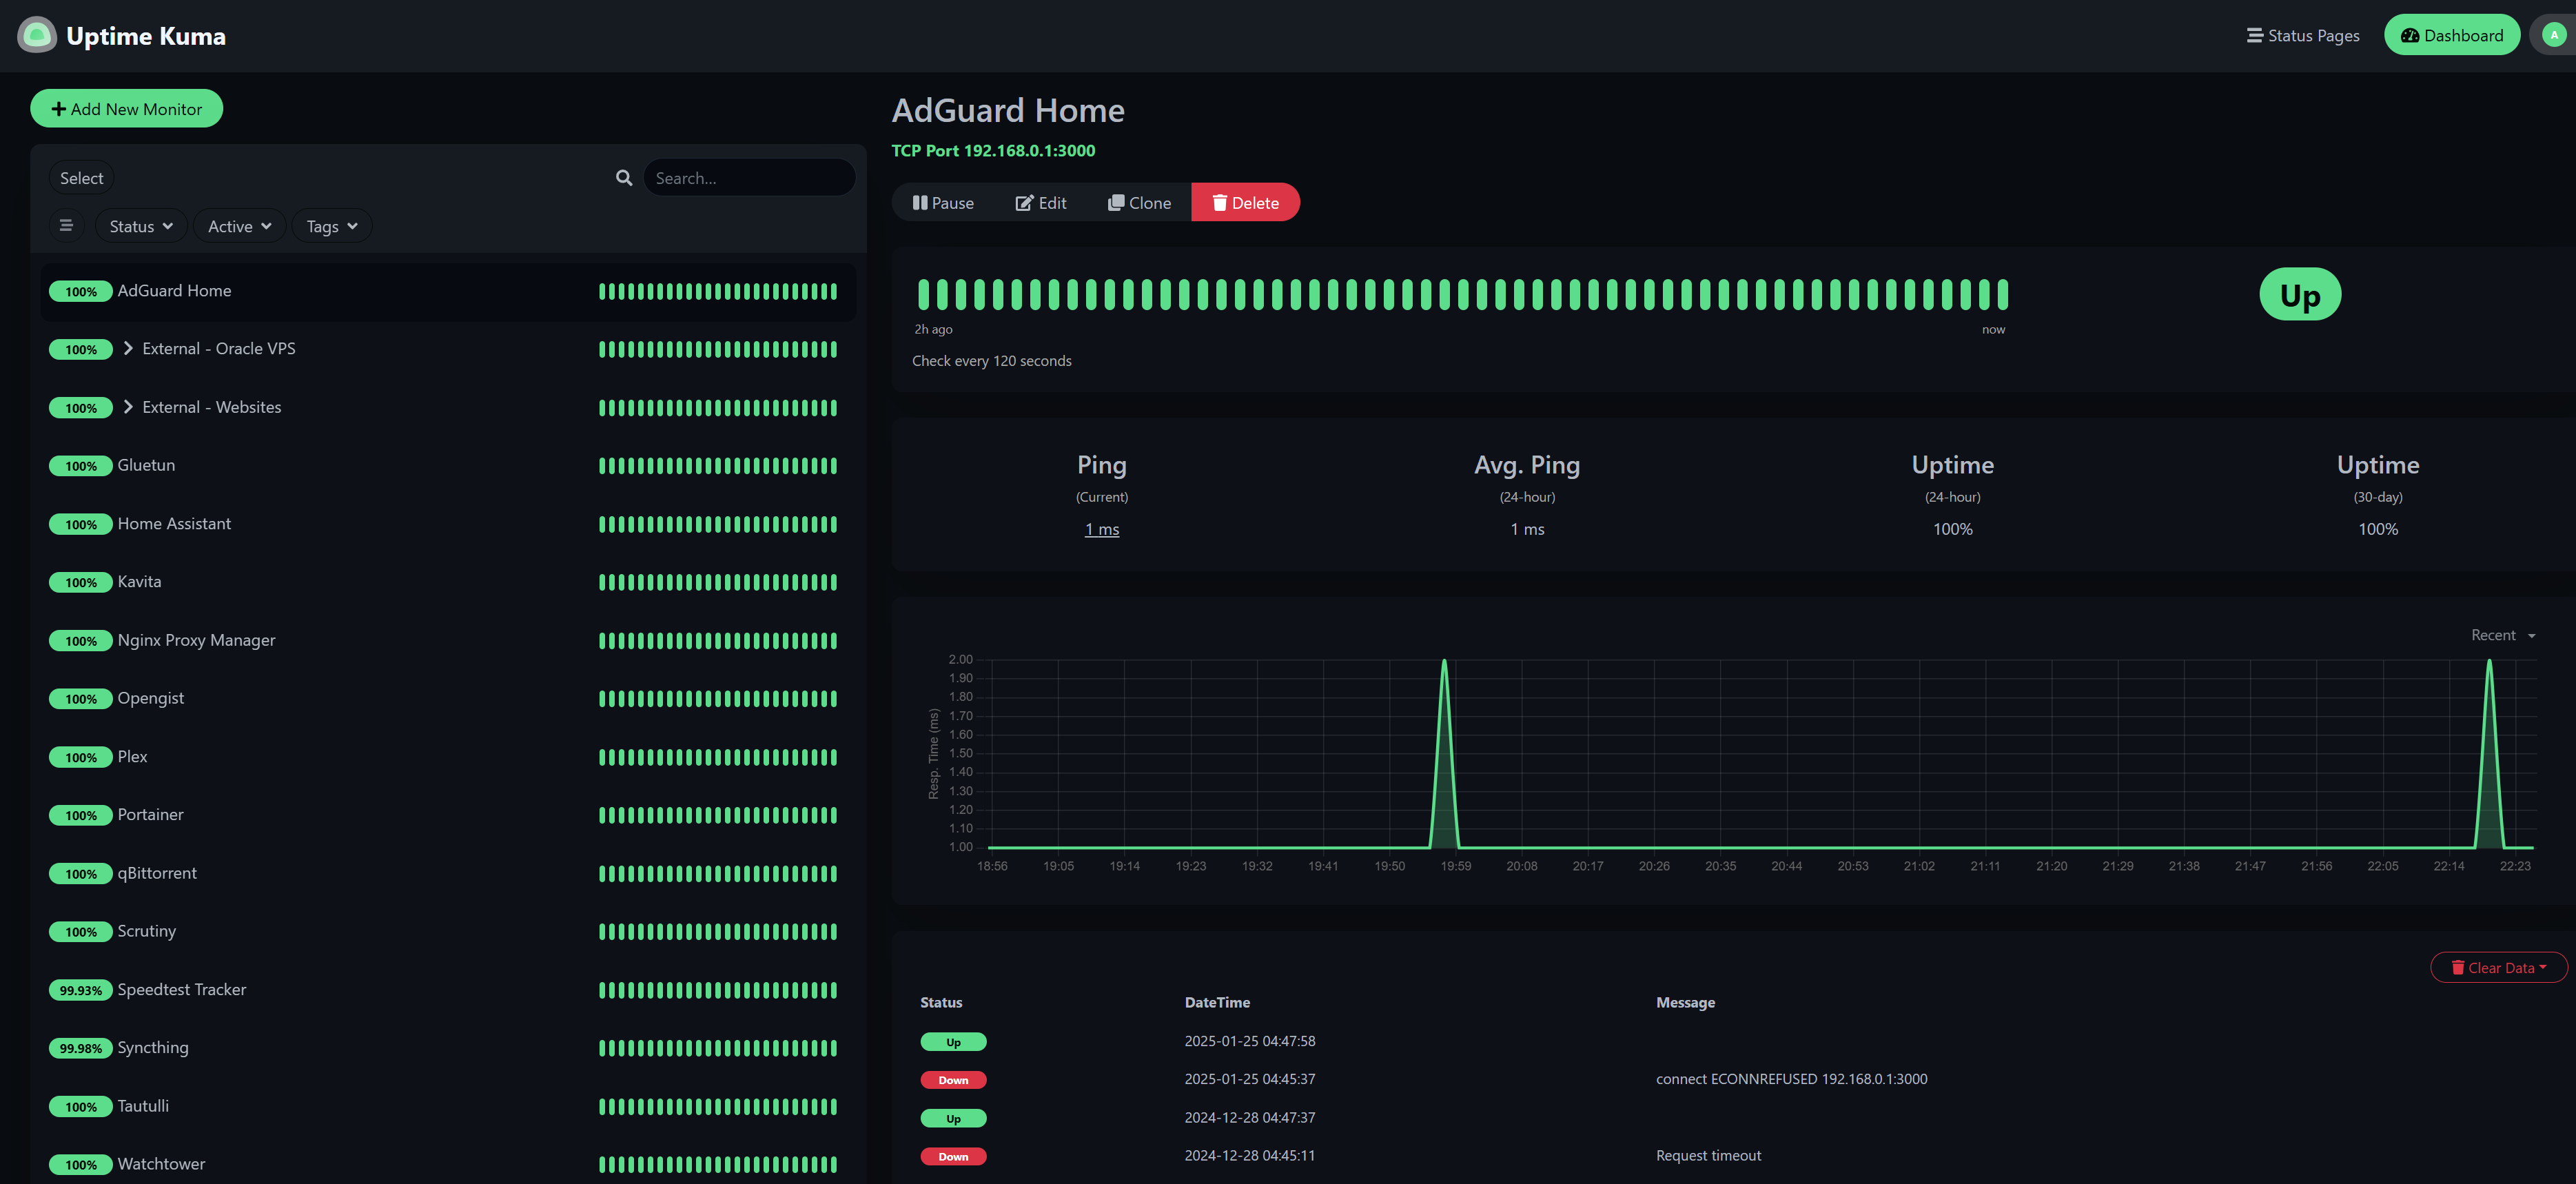 Uptime Kuma
Status Pages
Dashboard
A
Add New Monitor
Select
Search...
Status
Active
Tags
100% AdGuard Home
100% External - Oracle VPS
100% External - Websites
100% Gluetun
100% Home Assistant
100% Kavita
100% Nginx Proxy Manager
100% Opengist
100% Plex
100% Portainer
100% qBittorrent
100% Scrutiny
99.93% Speedtest Tracker
99.98% Syncthing
100% Tautulli
100% Watchtower
AdGuard Home
TCP Port 192.168.0.1:3000
Pause Edit Clone Delete
Up
2h ago now
Check every 120 seconds
Ping Avg. Ping Uptime Uptime
(Current) (24-hour) (24-hour) (30-day)
1 ms 1 ms 100% 100%
Recent
Resp. Time (ms)
2.00
1.90
1.80
1.70
1.60
1.50
1.40
1.30
1.20
1.10
1.00
18:56 19:05 19:14 19:23 19:32 19:41 19:50 19:59 20:08 20:17 20:26 20:35 20:44 20:53 21:02 21:11 21:20 21:29 21:38 21:47 21:56 22:05 22:14 22:23
Clear Data
Status DateTime Message
Up 2025-01-25 04:47:58
Down 2025-01-25 04:45:37 connect ECONNREFUSED 192.168.0.1:3000
Up 2024-12-28 04:47:37
Down 2024-12-28 04:45:11 Request timeout